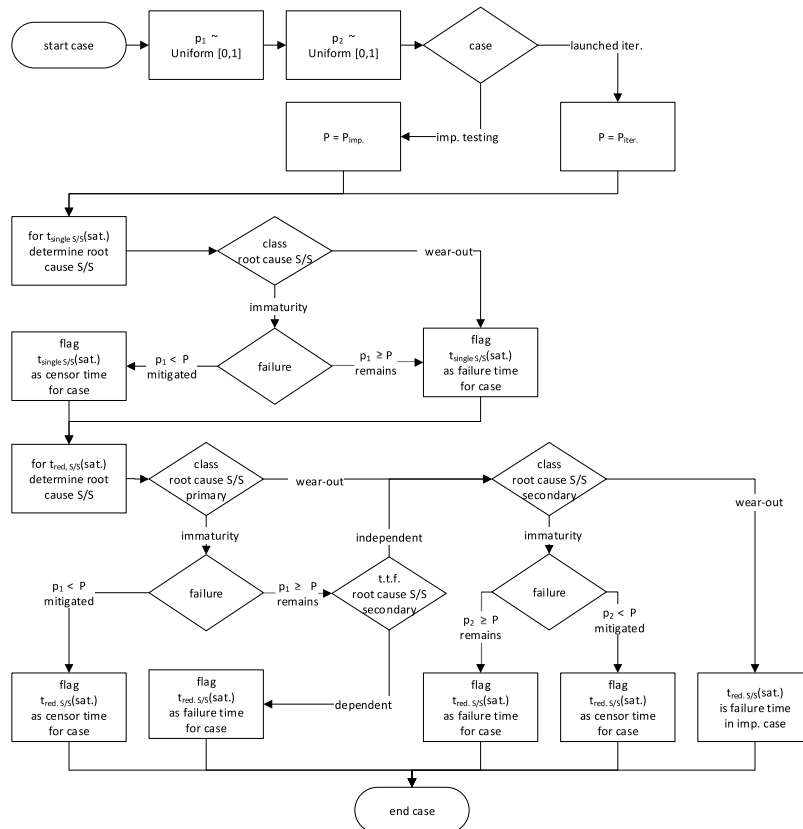 start case
p₁ ~
Uniform [0,1]
p₂ ~
Uniform [0,1]
case
launched iter.
imp. testing
P = Pimp.
P = Piter.
for tsingle S/S(sat.)
determine root
cause S/S
class
root cause S/S
wear-out
immaturity
flag
tsingle S/S(sat.)
as censor time
for case
p₁ < P
mitigated
failure
p₁ ≥ P
remains
flag
tsingle S/S(sat.)
as failure time
for case
for tred, S/S(sat.)
determine root
cause S/S
class
root cause S/S
primary
wear-out
class
root cause S/S
secondary
wear-out
immaturity
independent
immaturity
p₁ < P
mitigated
failure
p₁ ≥ P
remains
t.t.f.
root cause S/S
secondary
failure
p₂ ≥ P
remains
p₂ < P
mitigated
flag
tred. S/S(sat.)
as censor time
for case
flag
tred. S/S(sat.)
as failure time
for case
dependent
flag
tred. S/S(sat.)
as failure time
for case
flag
tred. S/S(sat.)
as censor time
for case
tred. S/S(sat.)
is failure time
in imp. case
end case